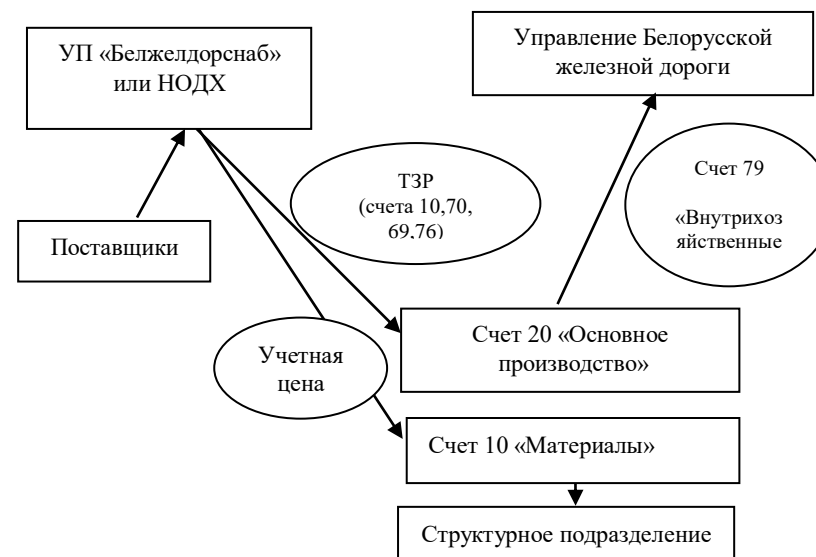 УП «Белжелдорснаб»
или НОДХ
Управление Белорусской
железной дороги
ТЗР
(счета 10,70,
69,76)
Счет 79
«Внутрихоз
яйственные
Поставщики
Счет 20 «Основное
производство»
Учетная
цена
Счет 10 «Материалы»
Структурное подразделение